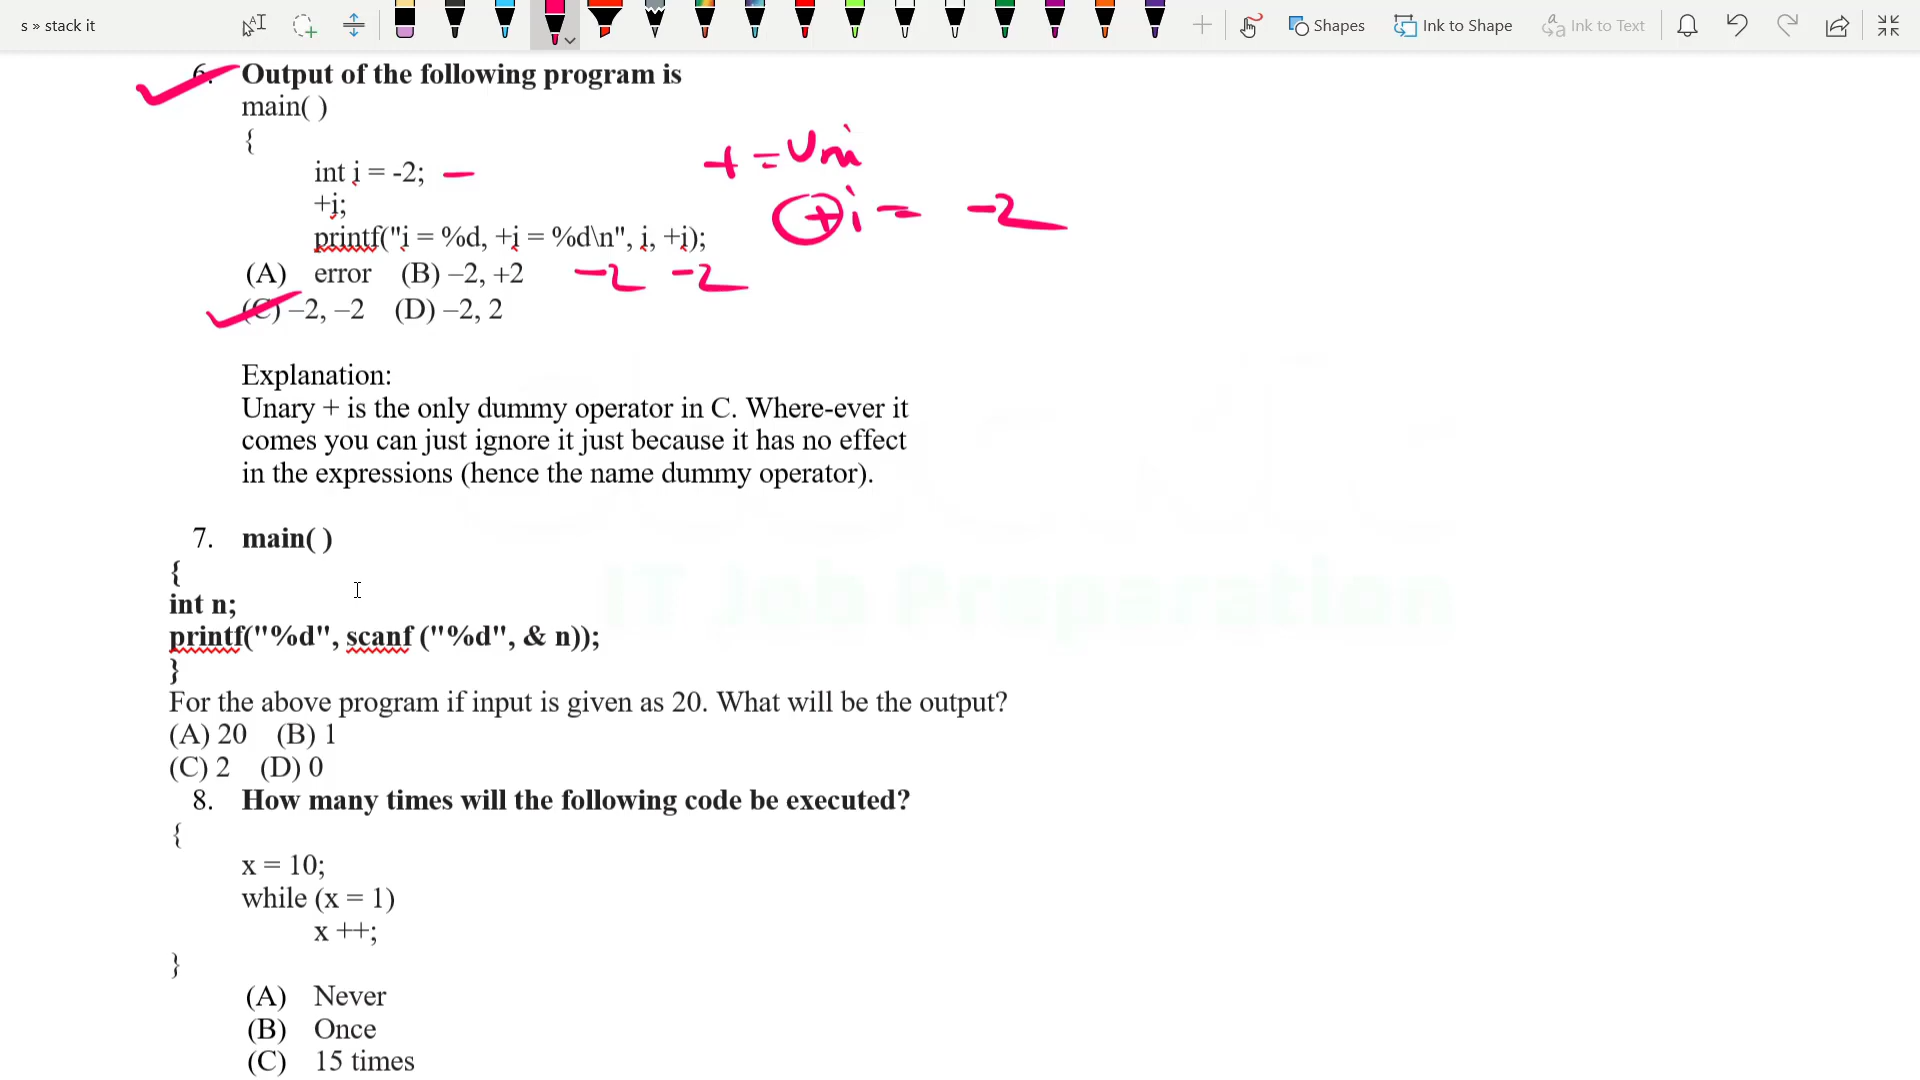 s » stack it
Shapes
Ink to Shape
Ink to Text
6. Output of the following program is
main( )
{
int i = -2;
+i;
printf("i = %d, +i = %d\n", i, +i);
(A) error (B) –2, +2
(C) –2, –2 (D) –2, 2
+ = Uni
+i = -2
-2 -2
Explanation:
Unary + is the only dummy operator in C. Where-ever it
comes you can just ignore it just because it has no effect
in the expressions (hence the name dummy operator).
7. main( )
{
int n;
printf("%d", scanf ("%d", & n));
}
IT Job Preparation
For the above program if input is given as 20. What will be the output?
(A) 20 (B) 1
(C) 2 (D) 0
8. How many times will the following code be executed?
{
x = 10;
while (x = 1)
x ++;
}
(A) Never
(B) Once
(C) 15 times